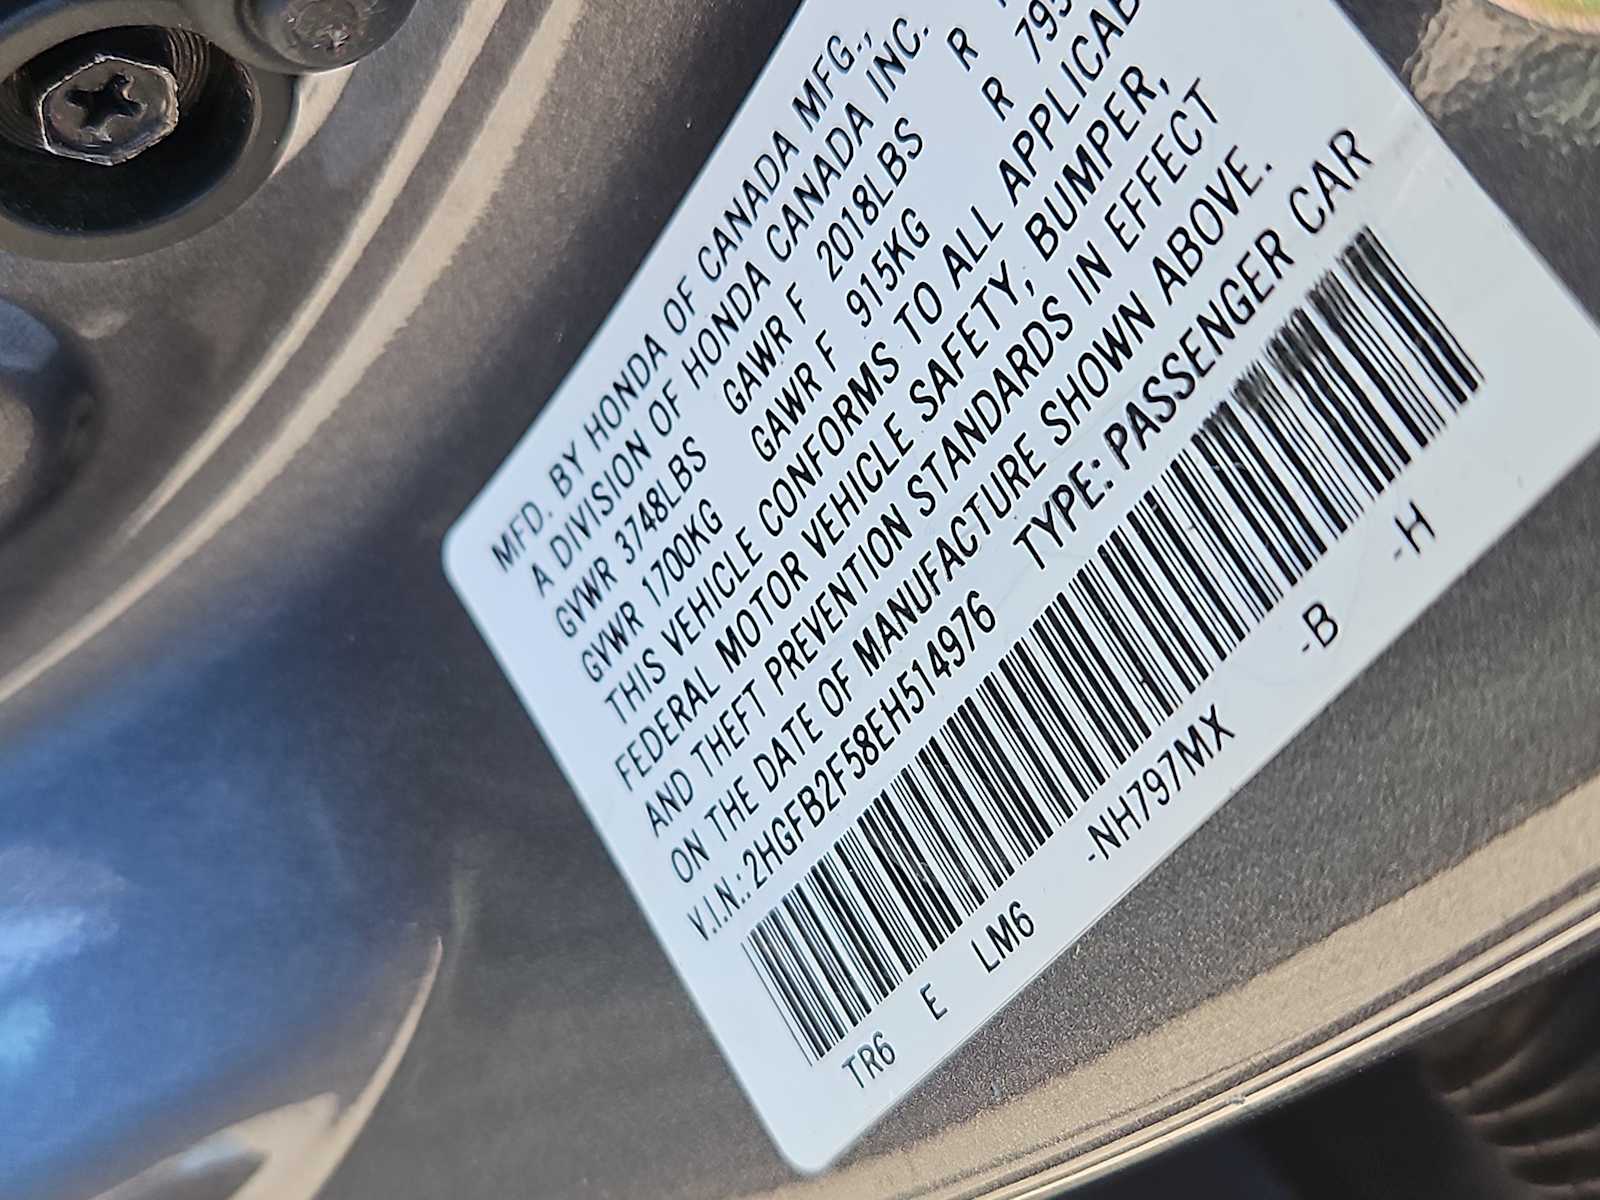 MFD. BY HONDA OF CANADA MFG.,
A DIVISION OF HONDA CANADA INC.
GVWR 3748LBS GAWR F 2018LBS R
GVWR 1700KG GAWR F 915KG R 795
THIS VEHICLE CONFORMS TO ALL
FEDERAL MOTOR VEHICLE SAFETY, BUMPER,
AND THEFT PREVENTION STANDARDS IN EFFECT
ON THE DATE OF MANUFACTURE SHOWN ABOVE.
V.I.N.: 2HGFB2F58EH514976 TYPE: PASSENGER CAR
TR6 E LM6 -NH797MX -B -H